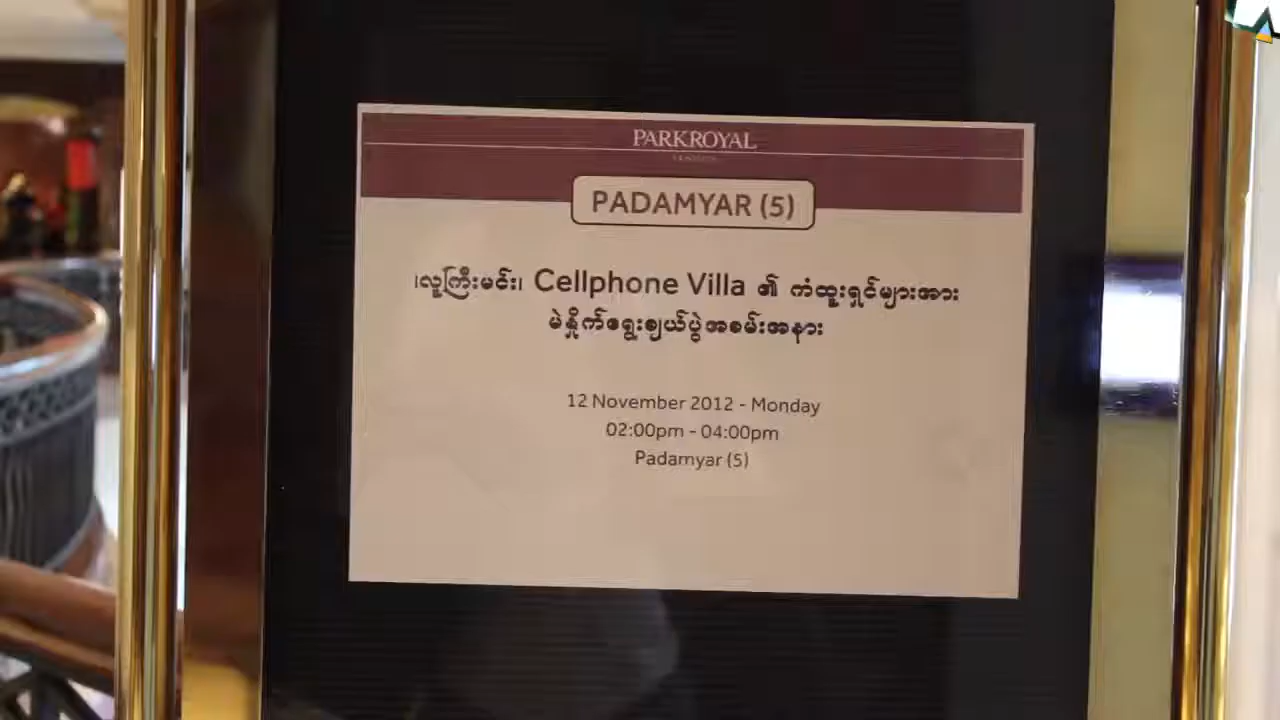 PARKROYAL
PADAMYAR (5)
၊လူကြီးမင်း၊ Cellphone Villa ၏ ကံထူးရှင်များအား
မဲနှိုက်ရွေးချယ်ပွဲအခမ်းအနား
12 November 2012 - Monday
02:00pm - 04:00pm
Padamyar (5)